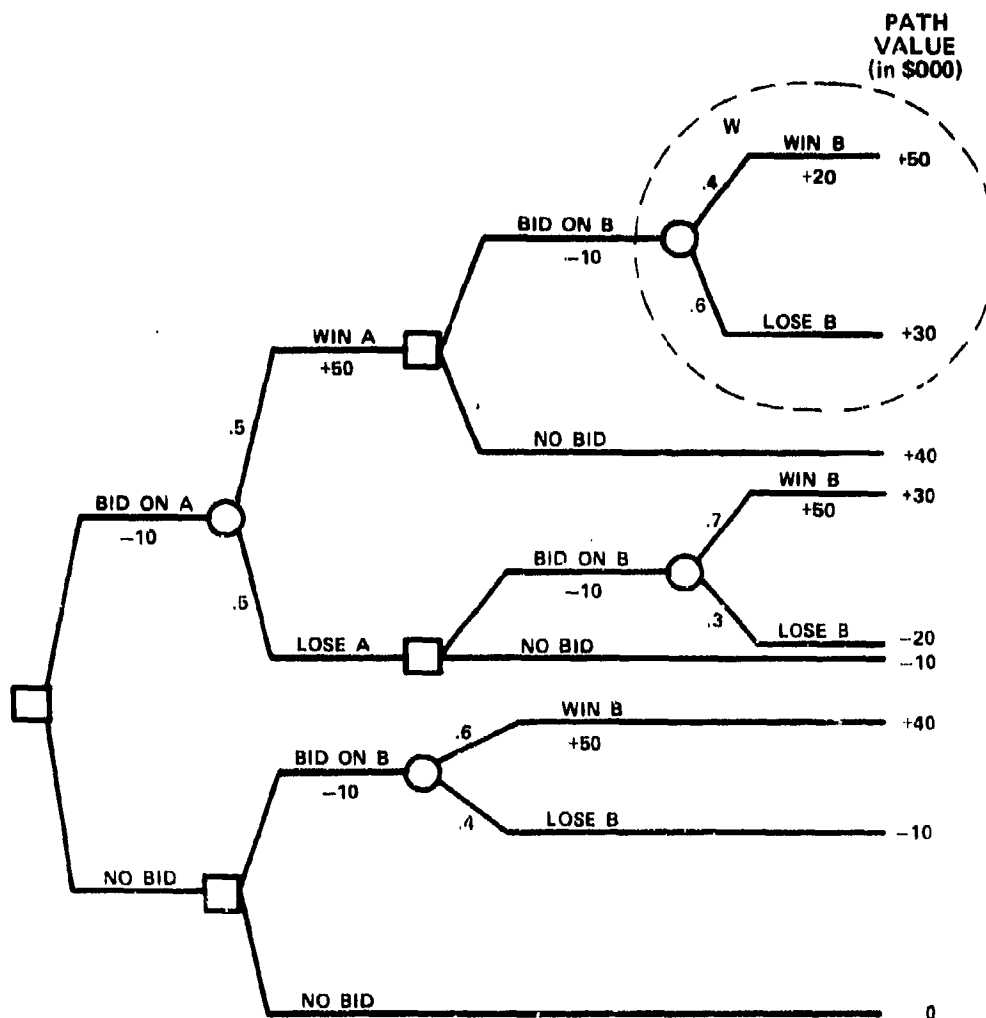 PATH
VALUE
(in $000)
W
WIN B
+50
.4
+20
BID ON B
-10
.6
LOSE B
+30
WIN A
+50
.5
NO BID
+40
WIN B
+30
+50
.7
BID ON A
-10
BID ON B
-10
.5
.3
LOSE B
-20
LOSE A
NO BID
-10
WIN B
+40
.6
+50
BID ON B
-10
.4
LOSE B
-10
NO BID
NO BID
0